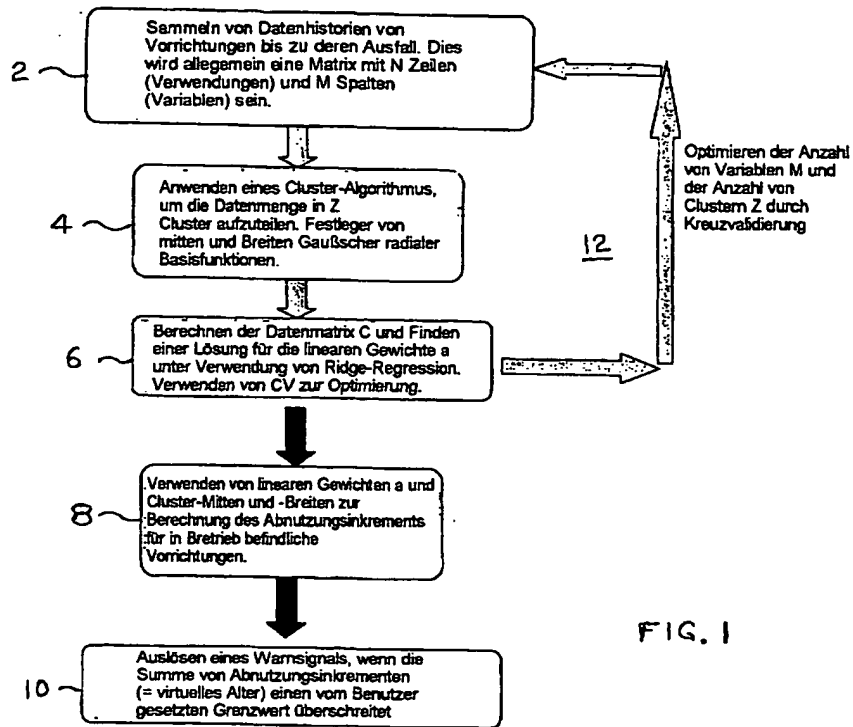 2
Sammeln von Datenhistorien von
Vorrichtungen bis zu deren Ausfall. Dies
wird allegemein eine Matrix mit N Zeilen
(Verwendungen) und M Spalten
(Variablen) sein.
4
Anwenden eines Cluster-Algorithmus,
um die Datenmenge in Z
Cluster aufzuteilen. Festleger von
mitten und Breiten Gaußscher radialer
Basisfunktionen.
12
Optimieren der Anzahl
von Variablen M und
der Anzahl von
Clustern Z durch
Kreuzvalidierung
6
Berechnen der Datenmatrix C und Finden
einer Lösung für die linearen Gewichte a
unter Verwendung von Ridge-Regression.
Verwenden von CV zur Optimierung.
8
Verwenden von linearen Gewichten a und
Cluster-Mitten und -Breiten zur
Berechnung des Abnutzungsinkrements
für in Bretrieb befindliche
Vorrichtungen.
10
Auslösen eines Warnsignals, wenn die
Summe von Abnutzungsinkrementen
(= virtuelles Alter) einen vom Benutzer
gesetzten Grenzwert überschreitet
FIG. 1